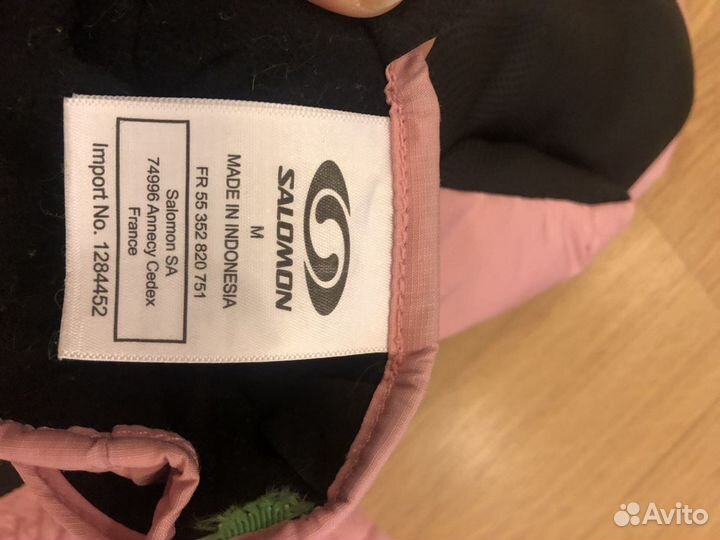 SALOMON
M
MADE IN INDONESIA
FR 55 352 820 751
Salomon SA
74996 Annecy Cedex
France
Import No. 1284452
Avito